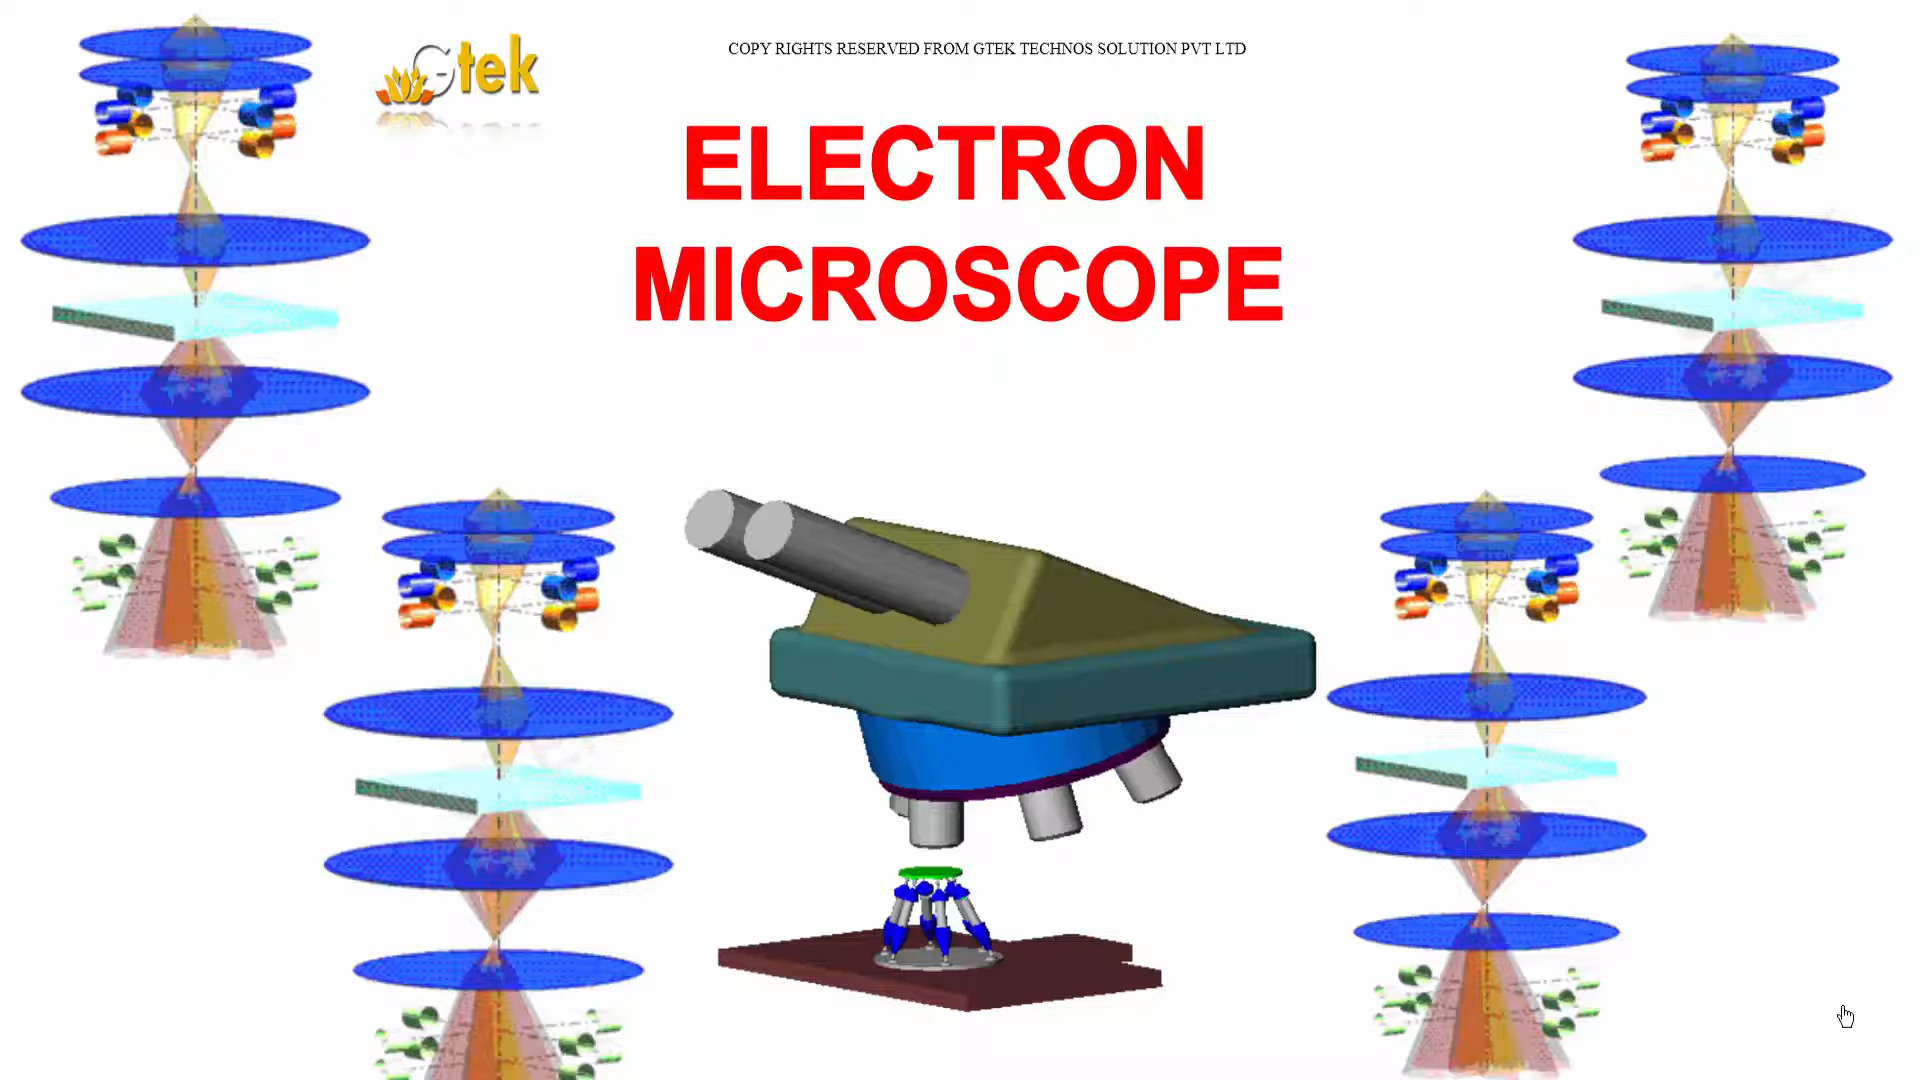 Gtek
COPY RIGHTS RESERVED FROM GTEK TECHNOS SOLUTION PVT LTD
ELECTRON
MICROSCOPE